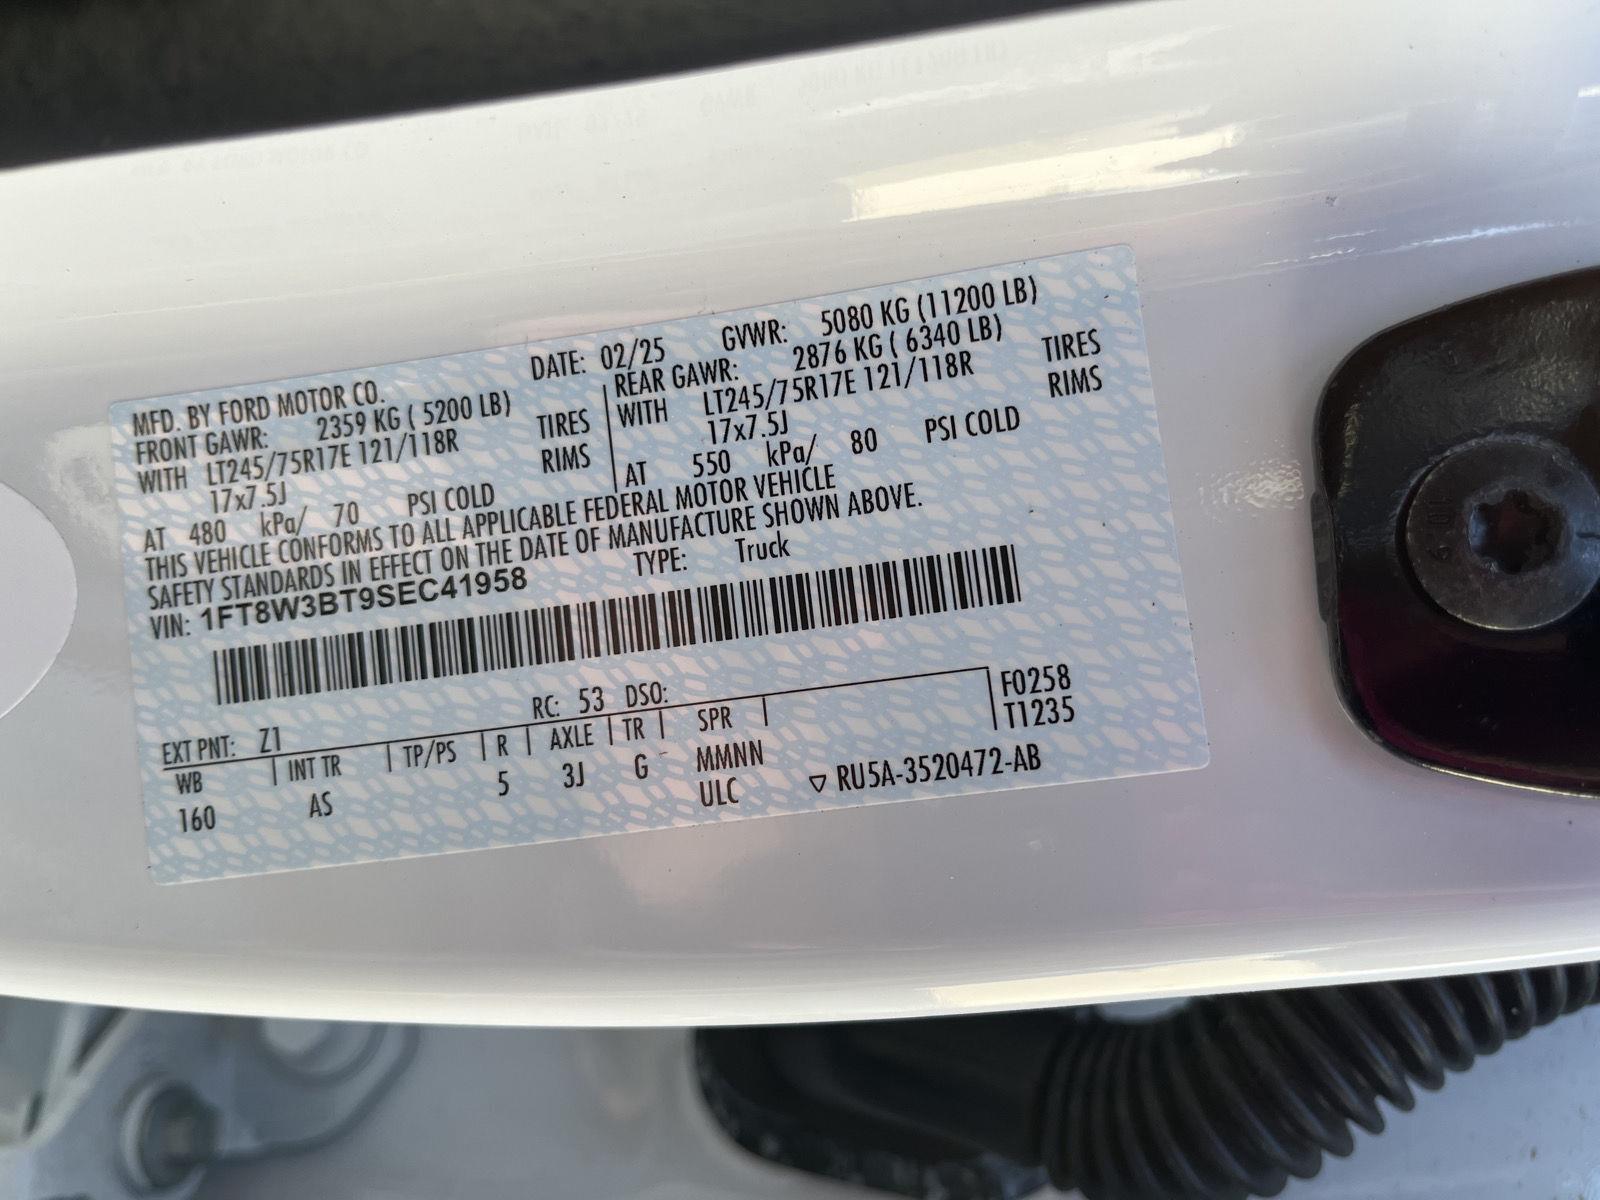 MFD. BY FORD MOTOR CO. DATE: 02/25 GVWR: 5080 KG (11200 LB)
FRONT GAWR: 2359 KG ( 5200 LB)
WITH LT245/75R17E 121/118R TIRES
17x7.5J RIMS
AT 480 kPa/ 70 PSI COLD
REAR GAWR: 2876 KG ( 6340 LB)
WITH LT245/75R17E 121/118R TIRES
17x7.5J RIMS
AT 550 kPa/ 80 PSI COLD
THIS VEHICLE CONFORMS TO ALL APPLICABLE FEDERAL MOTOR VEHICLE
SAFETY STANDARDS IN EFFECT ON THE DATE OF MANUFACTURE SHOWN ABOVE.
VIN: 1FT8W3BT9SEC41958 TYPE: Truck
EXT PNT: Z1 RC: 53 DSO:
WB INT TR TP/PS R AXLE TR SPR F0258
T1235
160 AS 5 3J G MMNN
ULC ▽ RU5A-3520472-AB
10.9